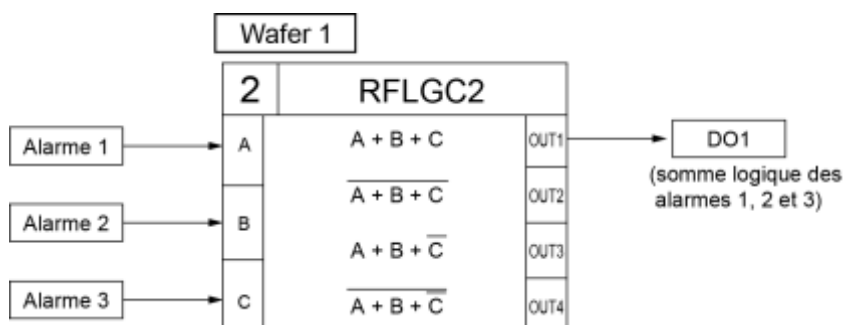 Wafer 1
2 RFLGC2
Alarme 1 A A + B + C OUT1 DO1
(somme logique des
alarmes 1, 2 et 3)
A̅ ̅+̅ ̅B̅ ̅+̅ ̅C̅ OUT2
Alarme 2 B
A + B + C̅ OUT3
Alarme 3 C A̅ ̅+̅ ̅B̅ ̅+̅ ̅C̅̅ OUT4